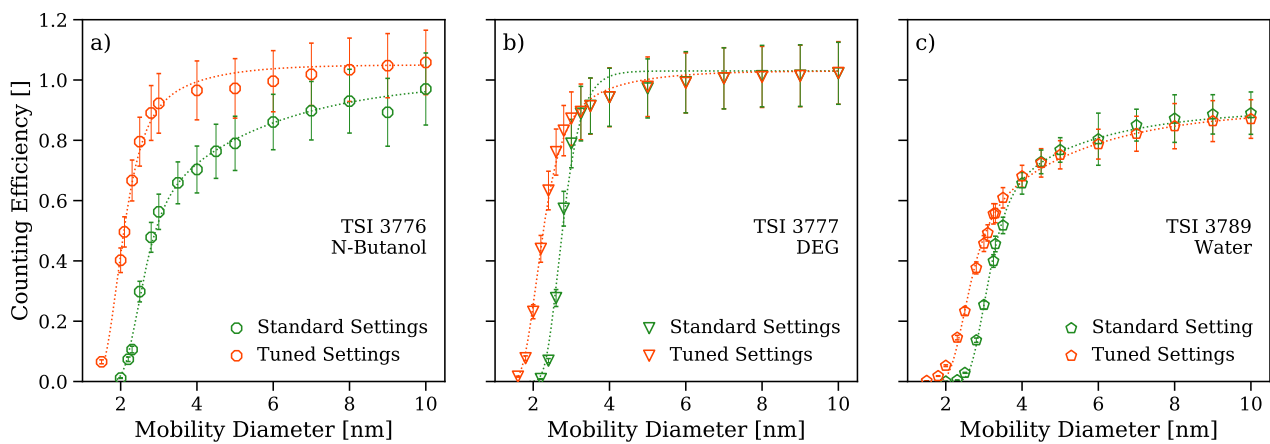 1.2
1.0
0.8
0.6
0.4
0.2
0.0
Counting Efficiency []
a)
TSI 3776
N-Butanol
Standard Settings
Tuned Settings
2 4 6 8 10
Mobility Diameter [nm]
b)
TSI 3777
DEG
Standard Settings
Tuned Settings
2 4 6 8 10
Mobility Diameter [nm]
c)
TSI 3789
Water
Standard Setting
Tuned Settings
2 4 6 8 10
Mobility Diameter [nm]